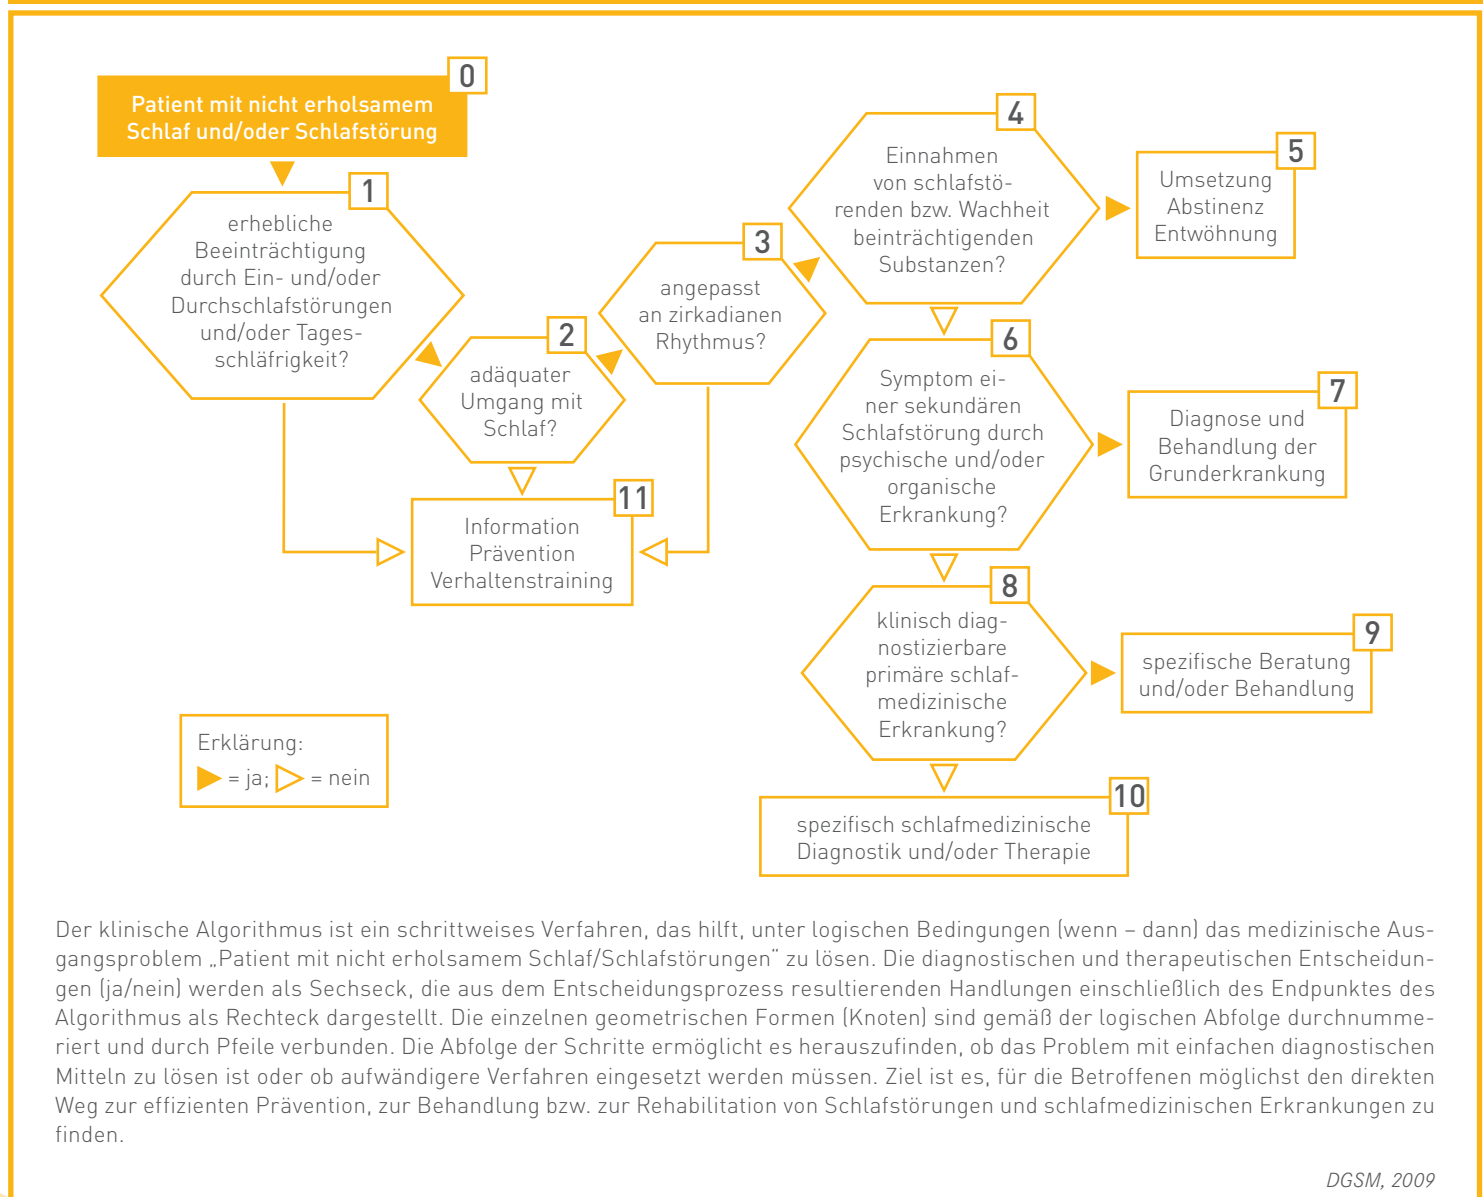 0
Patient mit nicht erholsamem
Schlaf und/oder Schlafstörung
1
erhebliche
Beeinträchtigung
durch Ein- und/oder
Durchschlafstörungen
und/oder Tages-
schläfrigkeit?
2
adäquater
Umgang mit
Schlaf?
3
angepasst
an zirkadianen
Rhythmus?
4
Einnahmen
von schlafstö-
renden bzw. Wachheit
beinträchtigenden
Substanzen?
5
Umsetzung
Abstinenz
Entwöhnung
6
Symptom ei-
ner sekundären
Schlafstörung durch
psychische und/oder
organische
Erkrankung?
7
Diagnose und
Behandlung der
Grunderkrankung
8
klinisch diag-
nostizierbare
primäre schlaf-
medizinische
Erkrankung?
9
spezifische Beratung
und/oder Behandlung
10
spezifisch schlafmedizinische
Diagnostik und/oder Therapie
11
Information
Prävention
Verhaltenstraining
Erklärung:
= ja; = nein
Der klinische Algorithmus ist ein schrittweises Verfahren, das hilft, unter logischen Bedingungen (wenn – dann) das medizinische Aus-
gangsproblem „Patient mit nicht erholsamem Schlaf/Schlafstörungen“ zu lösen. Die diagnostischen und therapeutischen Entscheidun-
gen (ja/nein) werden als Sechseck, die aus dem Entscheidungsprozess resultierenden Handlungen einschließlich des Endpunktes des
Algorithmus als Rechteck dargestellt. Die einzelnen geometrischen Formen (Knoten) sind gemäß der logischen Abfolge durchnumme-
riert und durch Pfeile verbunden. Die Abfolge der Schritte ermöglicht es herauszufinden, ob das Problem mit einfachen diagnostischen
Mitteln zu lösen ist oder ob aufwändigere Verfahren eingesetzt werden müssen. Ziel ist es, für die Betroffenen möglichst den direkten
Weg zur effizienten Prävention, zur Behandlung bzw. zur Rehabilitation von Schlafstörungen und schlafmedizinischen Erkrankungen zu
finden.
DGSM, 2009